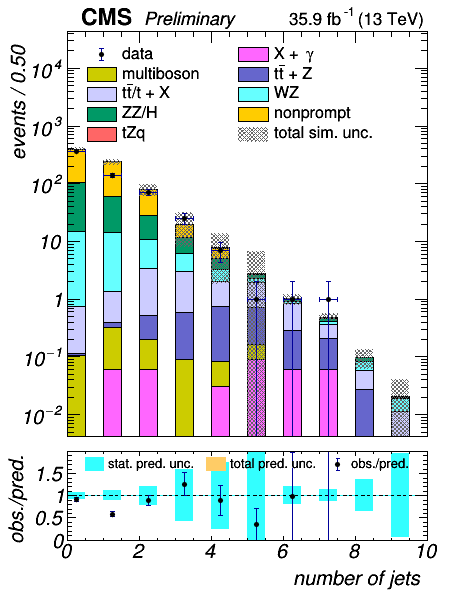 CMS Preliminary 35.9 fb⁻¹ (13 TeV)
events / 0.50
data
X + γ
multiboson
tt̄ + Z
tt̄/t + X
WZ
ZZ/H
nonprompt
tZq
total sim. unc.
10⁴
10³
10²
10
1
10⁻¹
10⁻²
obs./pred.
stat. pred. unc. total pred. unc. obs./pred.
1.5
1
0.5
0
0 2 4 6 8 10
number of jets